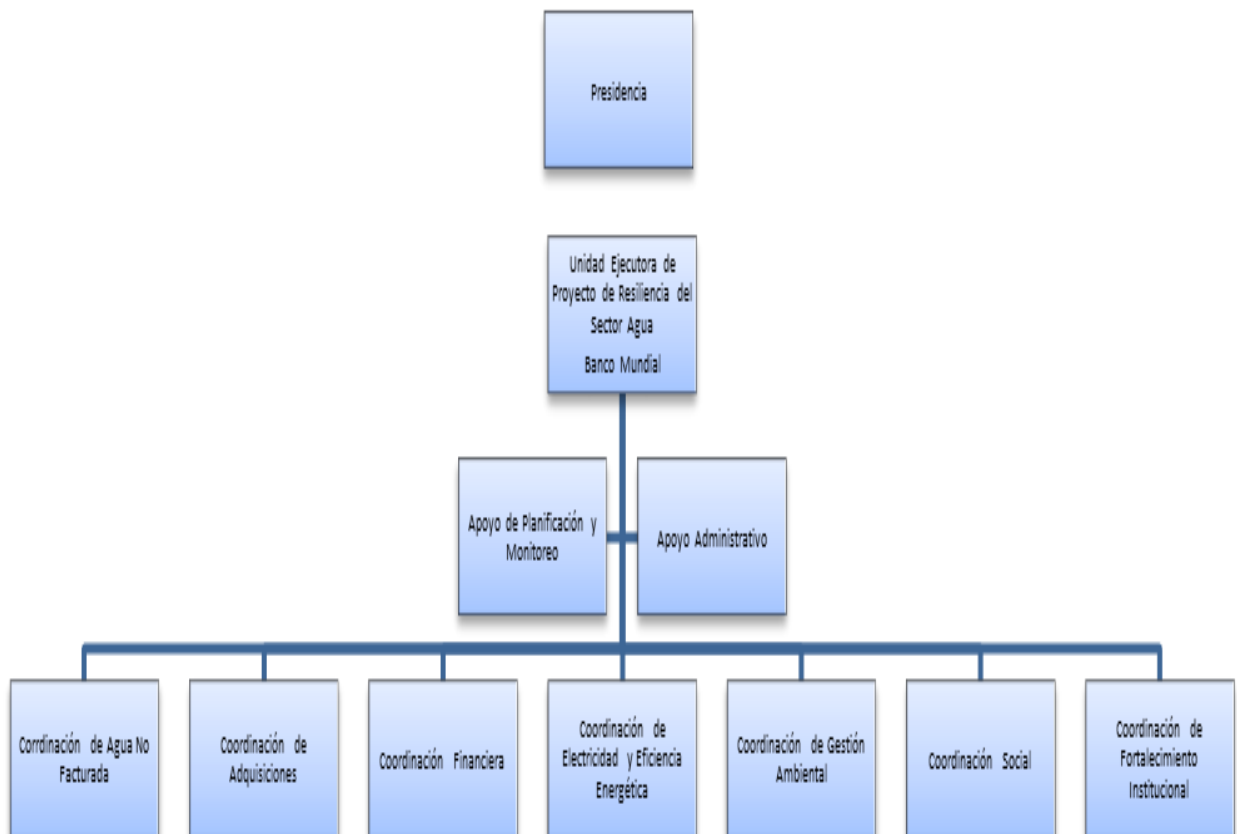 Presidencia
Unidad Ejecutora de
Proyecto de Resiliencia del
Sector Agua
Banco Mundial
Apoyo de Planificación y
Monitoreo
Apoyo Administrativo
Corrdinación de Agua No
Facturada
Coordinación de
Adquisiciones
Coordinación Financiera
Coordinación de
Electricidad y Eficiencia
Energética
Coordinación de Gestión
Ambiental
Coordinación Social
Coordinación de
Fortalecimiento
Institucional